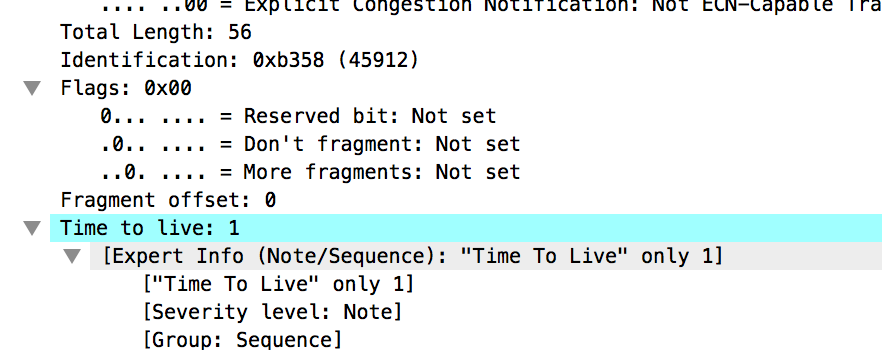 .... ..00 = Explicit Congestion Notification: Not ECN-Capable Tra
Total Length: 56
Identification: 0xb358 (45912)
Flags: 0x00
0... .... = Reserved bit: Not set
.0.. .... = Don't fragment: Not set
..0. .... = More fragments: Not set
Fragment offset: 0
Time to live: 1
[Expert Info (Note/Sequence): "Time To Live" only 1]
["Time To Live" only 1]
[Severity level: Note]
[Group: Sequence]